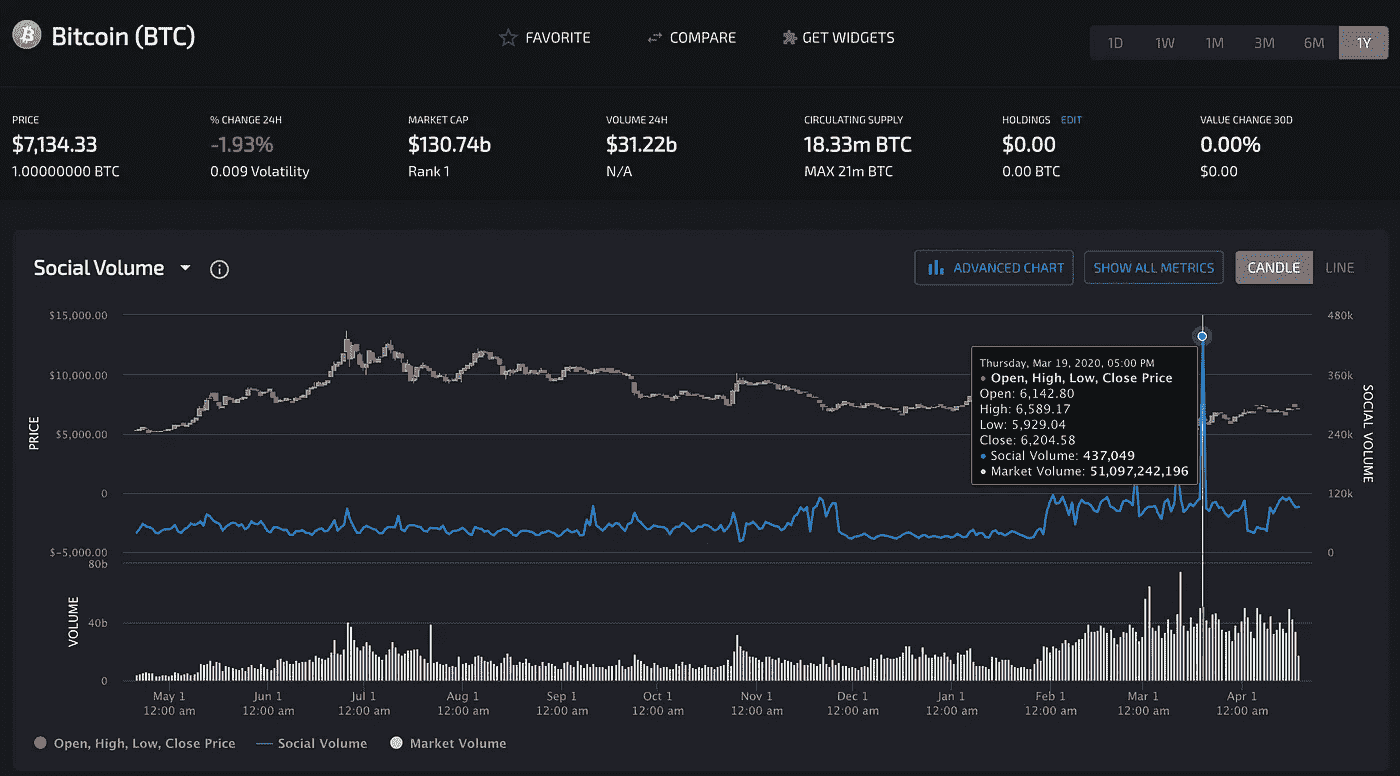 Bitcoin (BTC)
FAVORITE
COMPARE
GET WIDGETS
1D 1W 1M 3M 6M 1Y
PRICE
$7,134.33
1.00000000 BTC
% CHANGE 24H
-1.93%
0.009 Volatility
MARKET CAP
$130.74b
Rank 1
VOLUME 24H
$31.22b
N/A
CIRCULATING SUPPLY
18.33m BTC
MAX 21m BTC
HOLDINGS EDIT
$0.00
0.00 BTC
VALUE CHANGE 30D
0.00%
$0.00
Social Volume
ADVANCED CHART
SHOW ALL METRICS
CANDLE
LINE
$15,000.00
$10,000.00
$5,000.00
0
$-5,000.00
PRICE
480k
360k
240k
120k
0
SOCIAL VOLUME
Thursday, Mar 19, 2020, 05:00 PM
Open, High, Low, Close Price
Open: 6,142.80
High: 6,589.17
Low: 5,929.04
Close: 6,204.58
Social Volume: 437,049
Market Volume: 51,097,242,196
80b
40b
0
VOLUME
May 1
12:00 am
Jun 1
12:00 am
Jul 1
12:00 am
Aug 1
12:00 am
Sep 1
12:00 am
Oct 1
12:00 am
Nov 1
12:00 am
Dec 1
12:00 am
Jan 1
12:00 am
Feb 1
12:00 am
Mar 1
12:00 am
Apr 1
12:00 am
Open, High, Low, Close Price
Social Volume
Market Volume